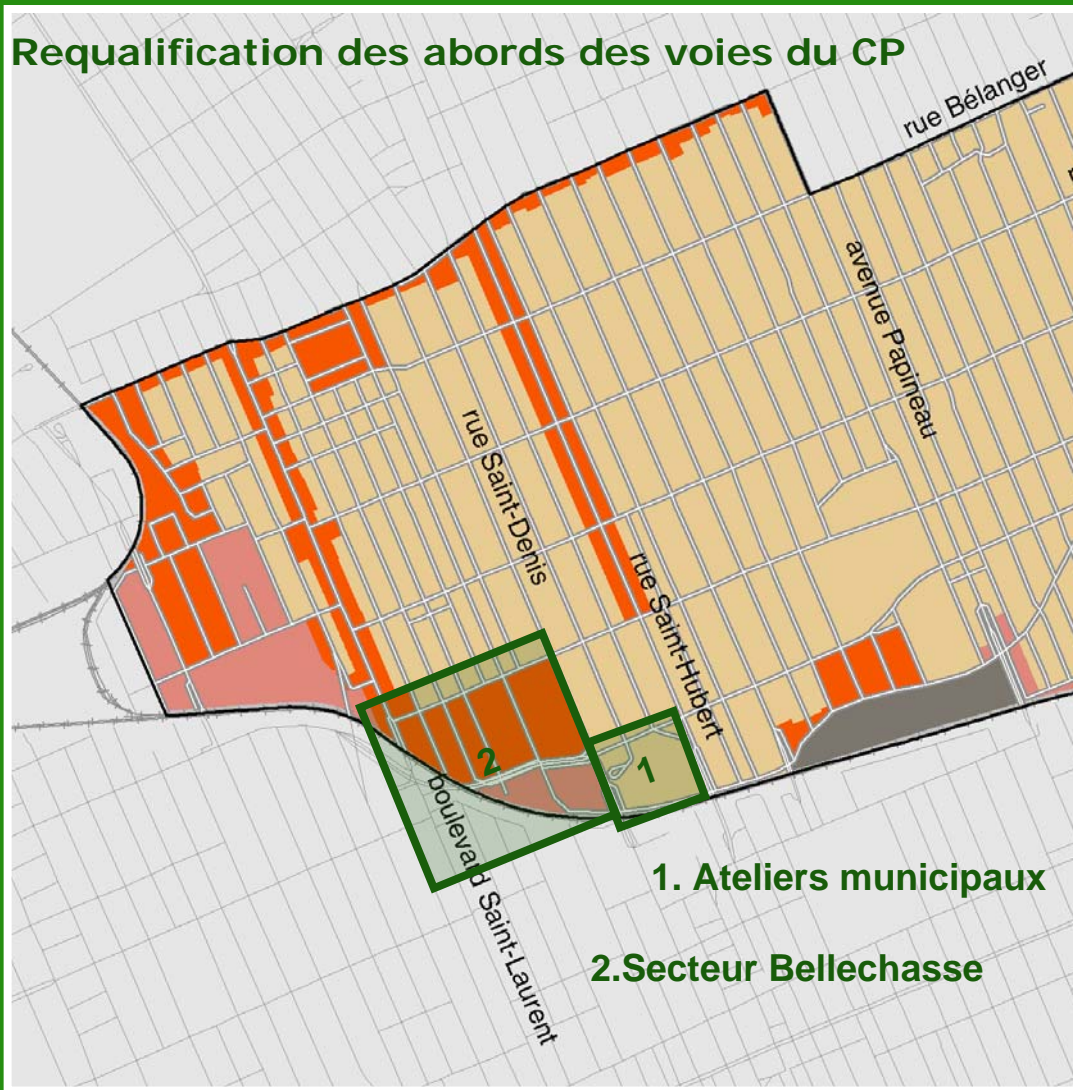 Requalification des abords des voies du CP
rue Bélanger
avenue Papineau
rue Saint-Denis
rue Saint-Hubert
2
1
boulevard Saint-Laurent
1. Ateliers municipaux
2.Secteur Bellechasse